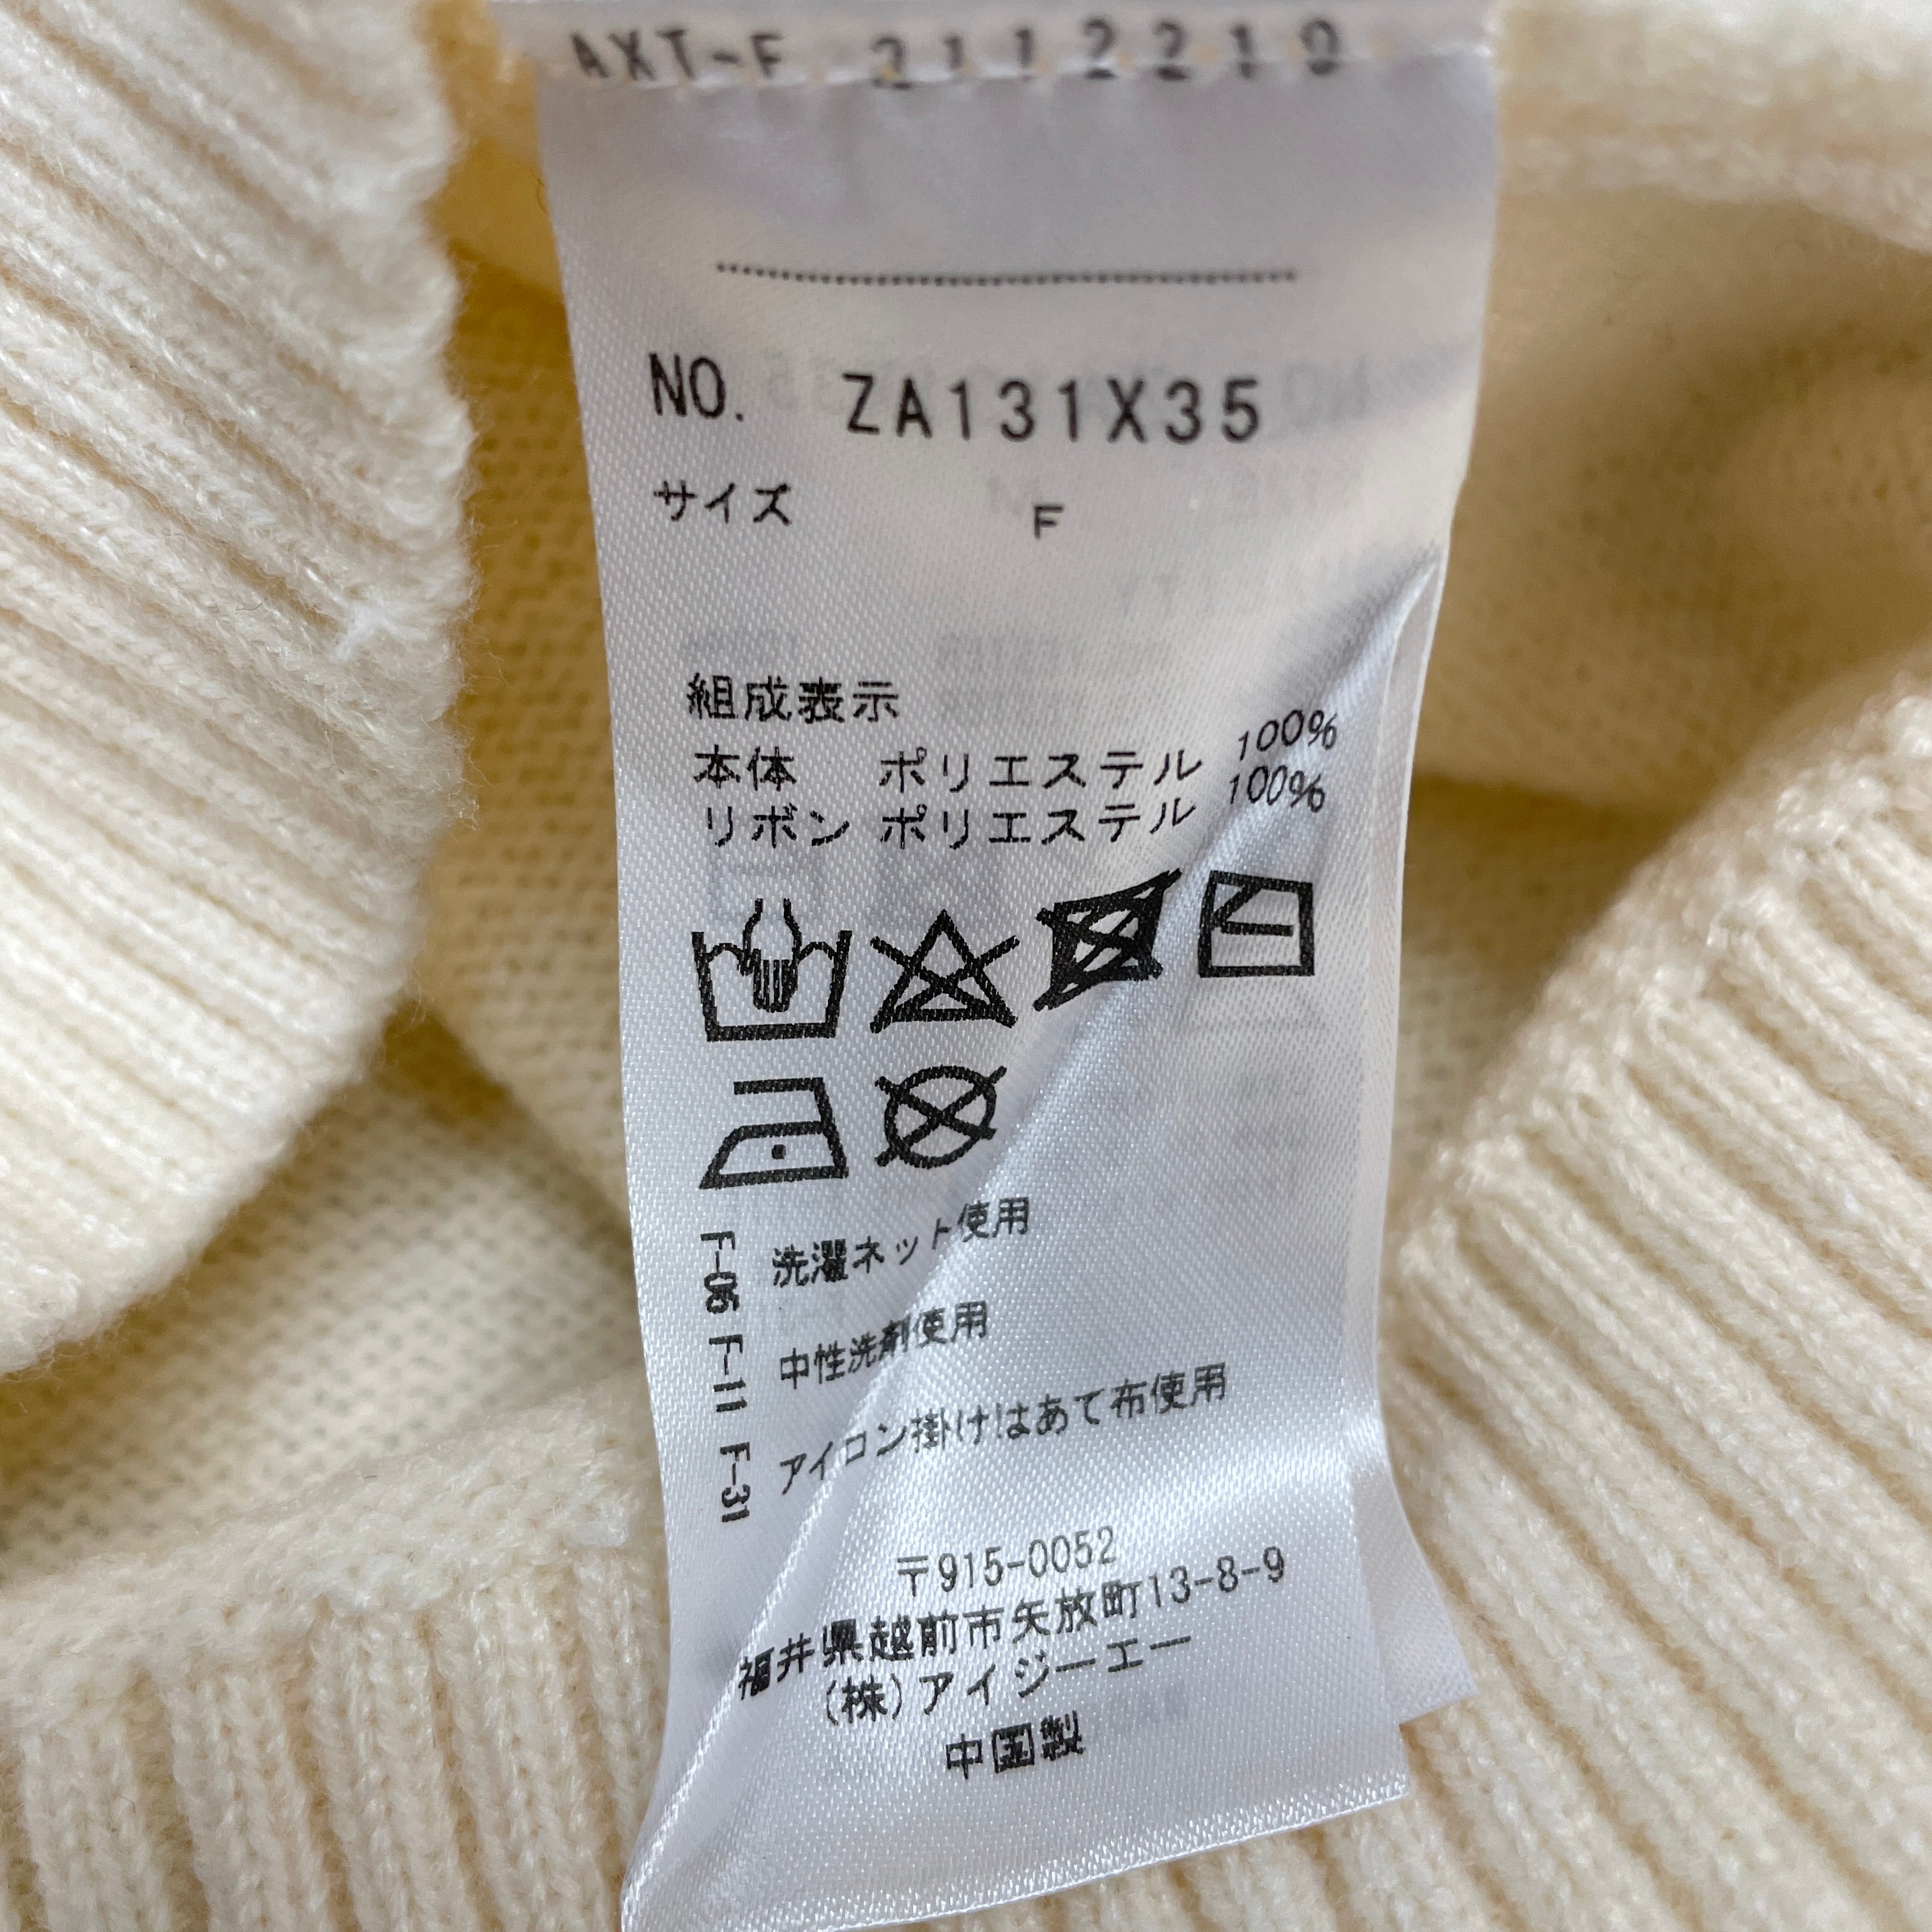 AXT-F 2112210
NO. ZA131X35
サイズ F
組成表示
本体 ポリエステル 100%
リボン ポリエステル 100%
F-06 F-11 F-31
洗濯ネット使用
中性洗剤使用
アイロン掛けはあて布使用
〒915-0052
福井県越前市矢放町13-8-9
(株)アイジーエー
中国製